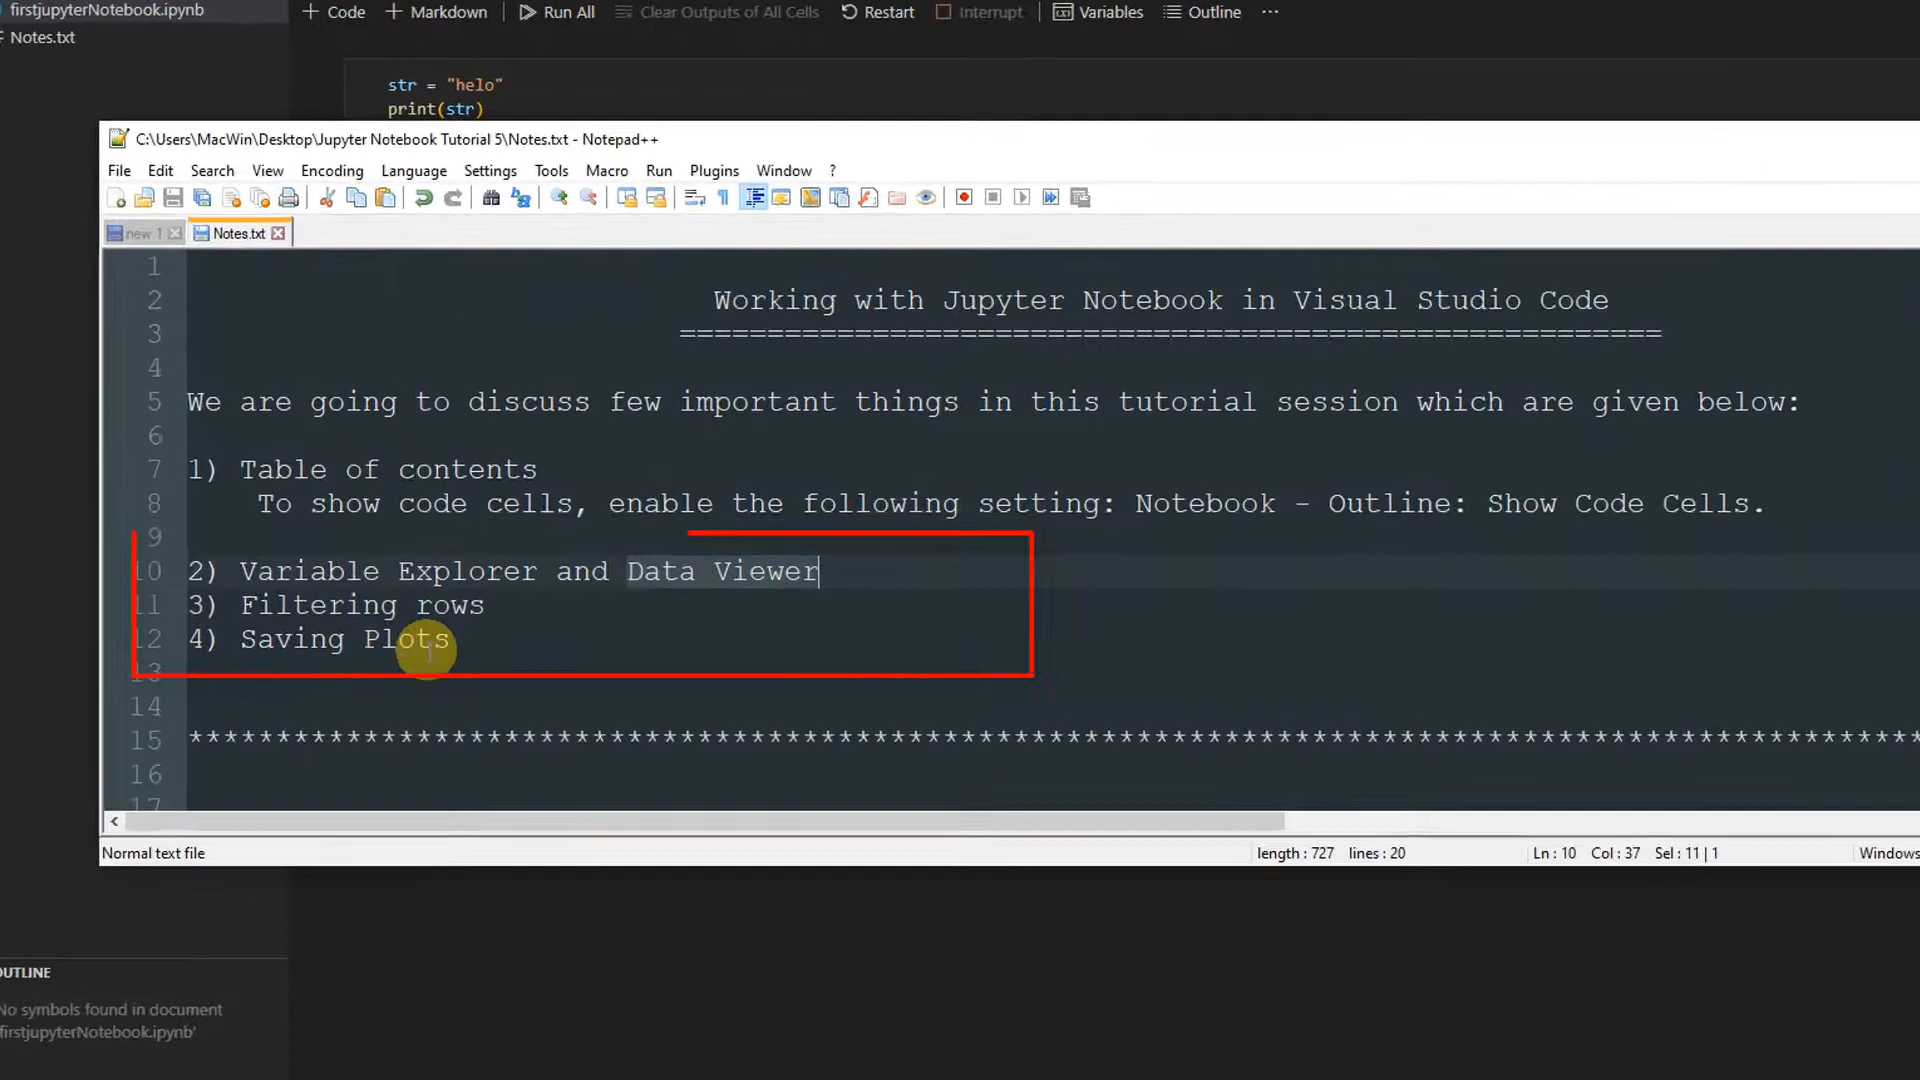 firstjupyterNotebook.ipynb
Code Markdown Run All Clear Outputs of All Cells Restart Interrupt Variables Outline ...
Notes.txt
str = "helo"
print(str)
C:\Users\MacWin\Desktop\Jupyter Notebook Tutorial 5\Notes.txt - Notepad++
File Edit Search View Encoding Language Settings Tools Macro Run Plugins Window ?
new 1 Notes.txt
1
2 Working with Jupyter Notebook in Visual Studio Code
3 ========================================================
4
5 We are going to discuss few important things in this tutorial session which are given below:
6
7 1) Table of contents
8 To show code cells, enable the following setting: Notebook - Outline: Show Code Cells.
9
10 2) Variable Explorer and Data Viewer
11 3) Filtering rows
12 4) Saving Plots
13
14
15 ***************************************************************************************************
16
17
Normal text file length : 727 lines : 20 Ln : 10 Col : 37 Sel : 11 | 1 Windows
OUTLINE
No symbols found in document
'firstjupyterNotebook.ipynb'